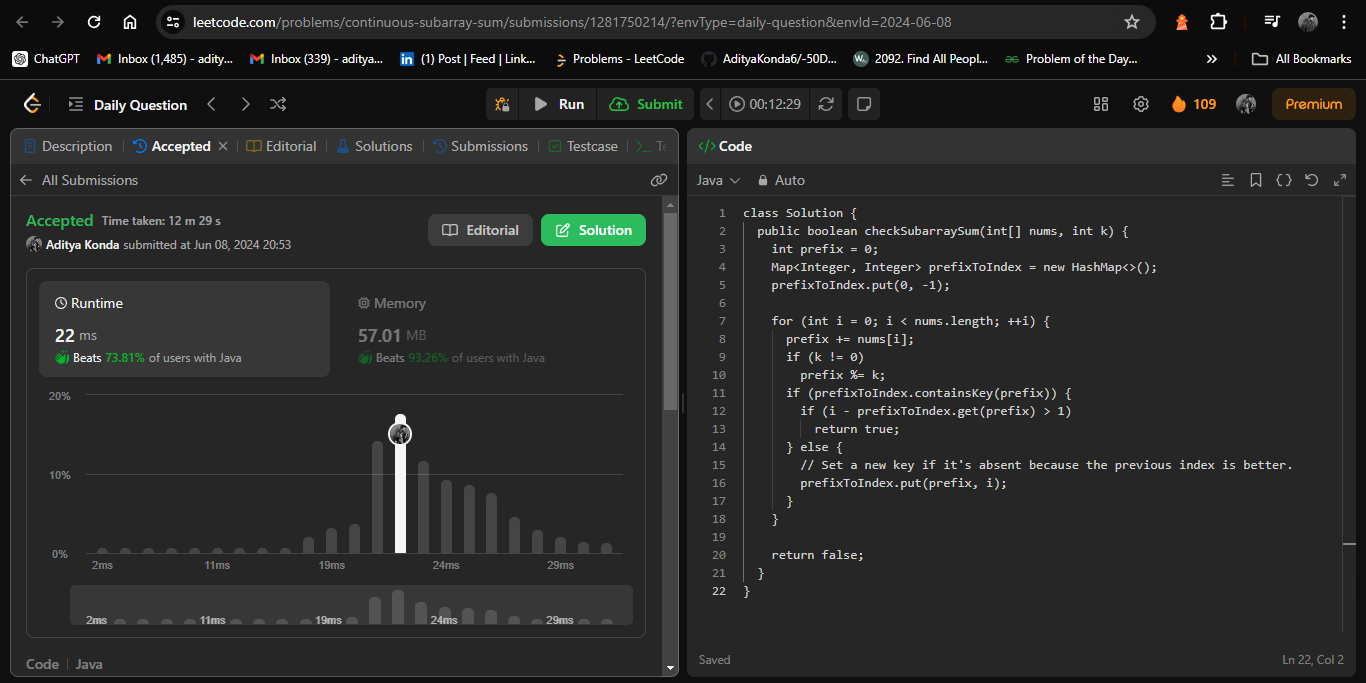 leetcode.com/problems/continuous-subarray-sum/submissions/1281750214/?envType=daily-question&envId=2024-06-08
ChatGPT Inbox (1,485) - adity... Inbox (339) - aditya... (1) Post | Feed | Link... Problems - LeetCode AdityaKonda6/-50D... 2092. Find All Peopl... Problem of the Day... » All Bookmarks
Daily Question Run Submit 00:12:29 109 Premium
Description Accepted Editorial Solutions Submissions Testcase Te
All Submissions
Accepted Time taken: 12 m 29 s
Aditya Konda submitted at Jun 08, 2024 20:53
Editorial Solution
Runtime
22 ms
Beats 73.81% of users with Java
Memory
57.01 MB
Beats 93.26% of users with Java
20%
10%
0%
2ms 11ms 19ms 24ms 29ms
2ms 11ms 19ms 24ms 29ms
Code | Java
</> Code
Java Auto
1 class Solution {
2 public boolean checkSubarraySum(int[] nums, int k) {
3 int prefix = 0;
4 Map<Integer, Integer> prefixToIndex = new HashMap<>();
5 prefixToIndex.put(0, -1);
6
7 for (int i = 0; i < nums.length; ++i) {
8 prefix += nums[i];
9 if (k != 0)
10 prefix %= k;
11 if (prefixToIndex.containsKey(prefix)) {
12 if (i - prefixToIndex.get(prefix) > 1)
13 return true;
14 } else {
15 // Set a new key if it's absent because the previous index is better.
16 prefixToIndex.put(prefix, i);
17 }
18 }
19
20 return false;
21 }
22 }
Saved Ln 22, Col 2